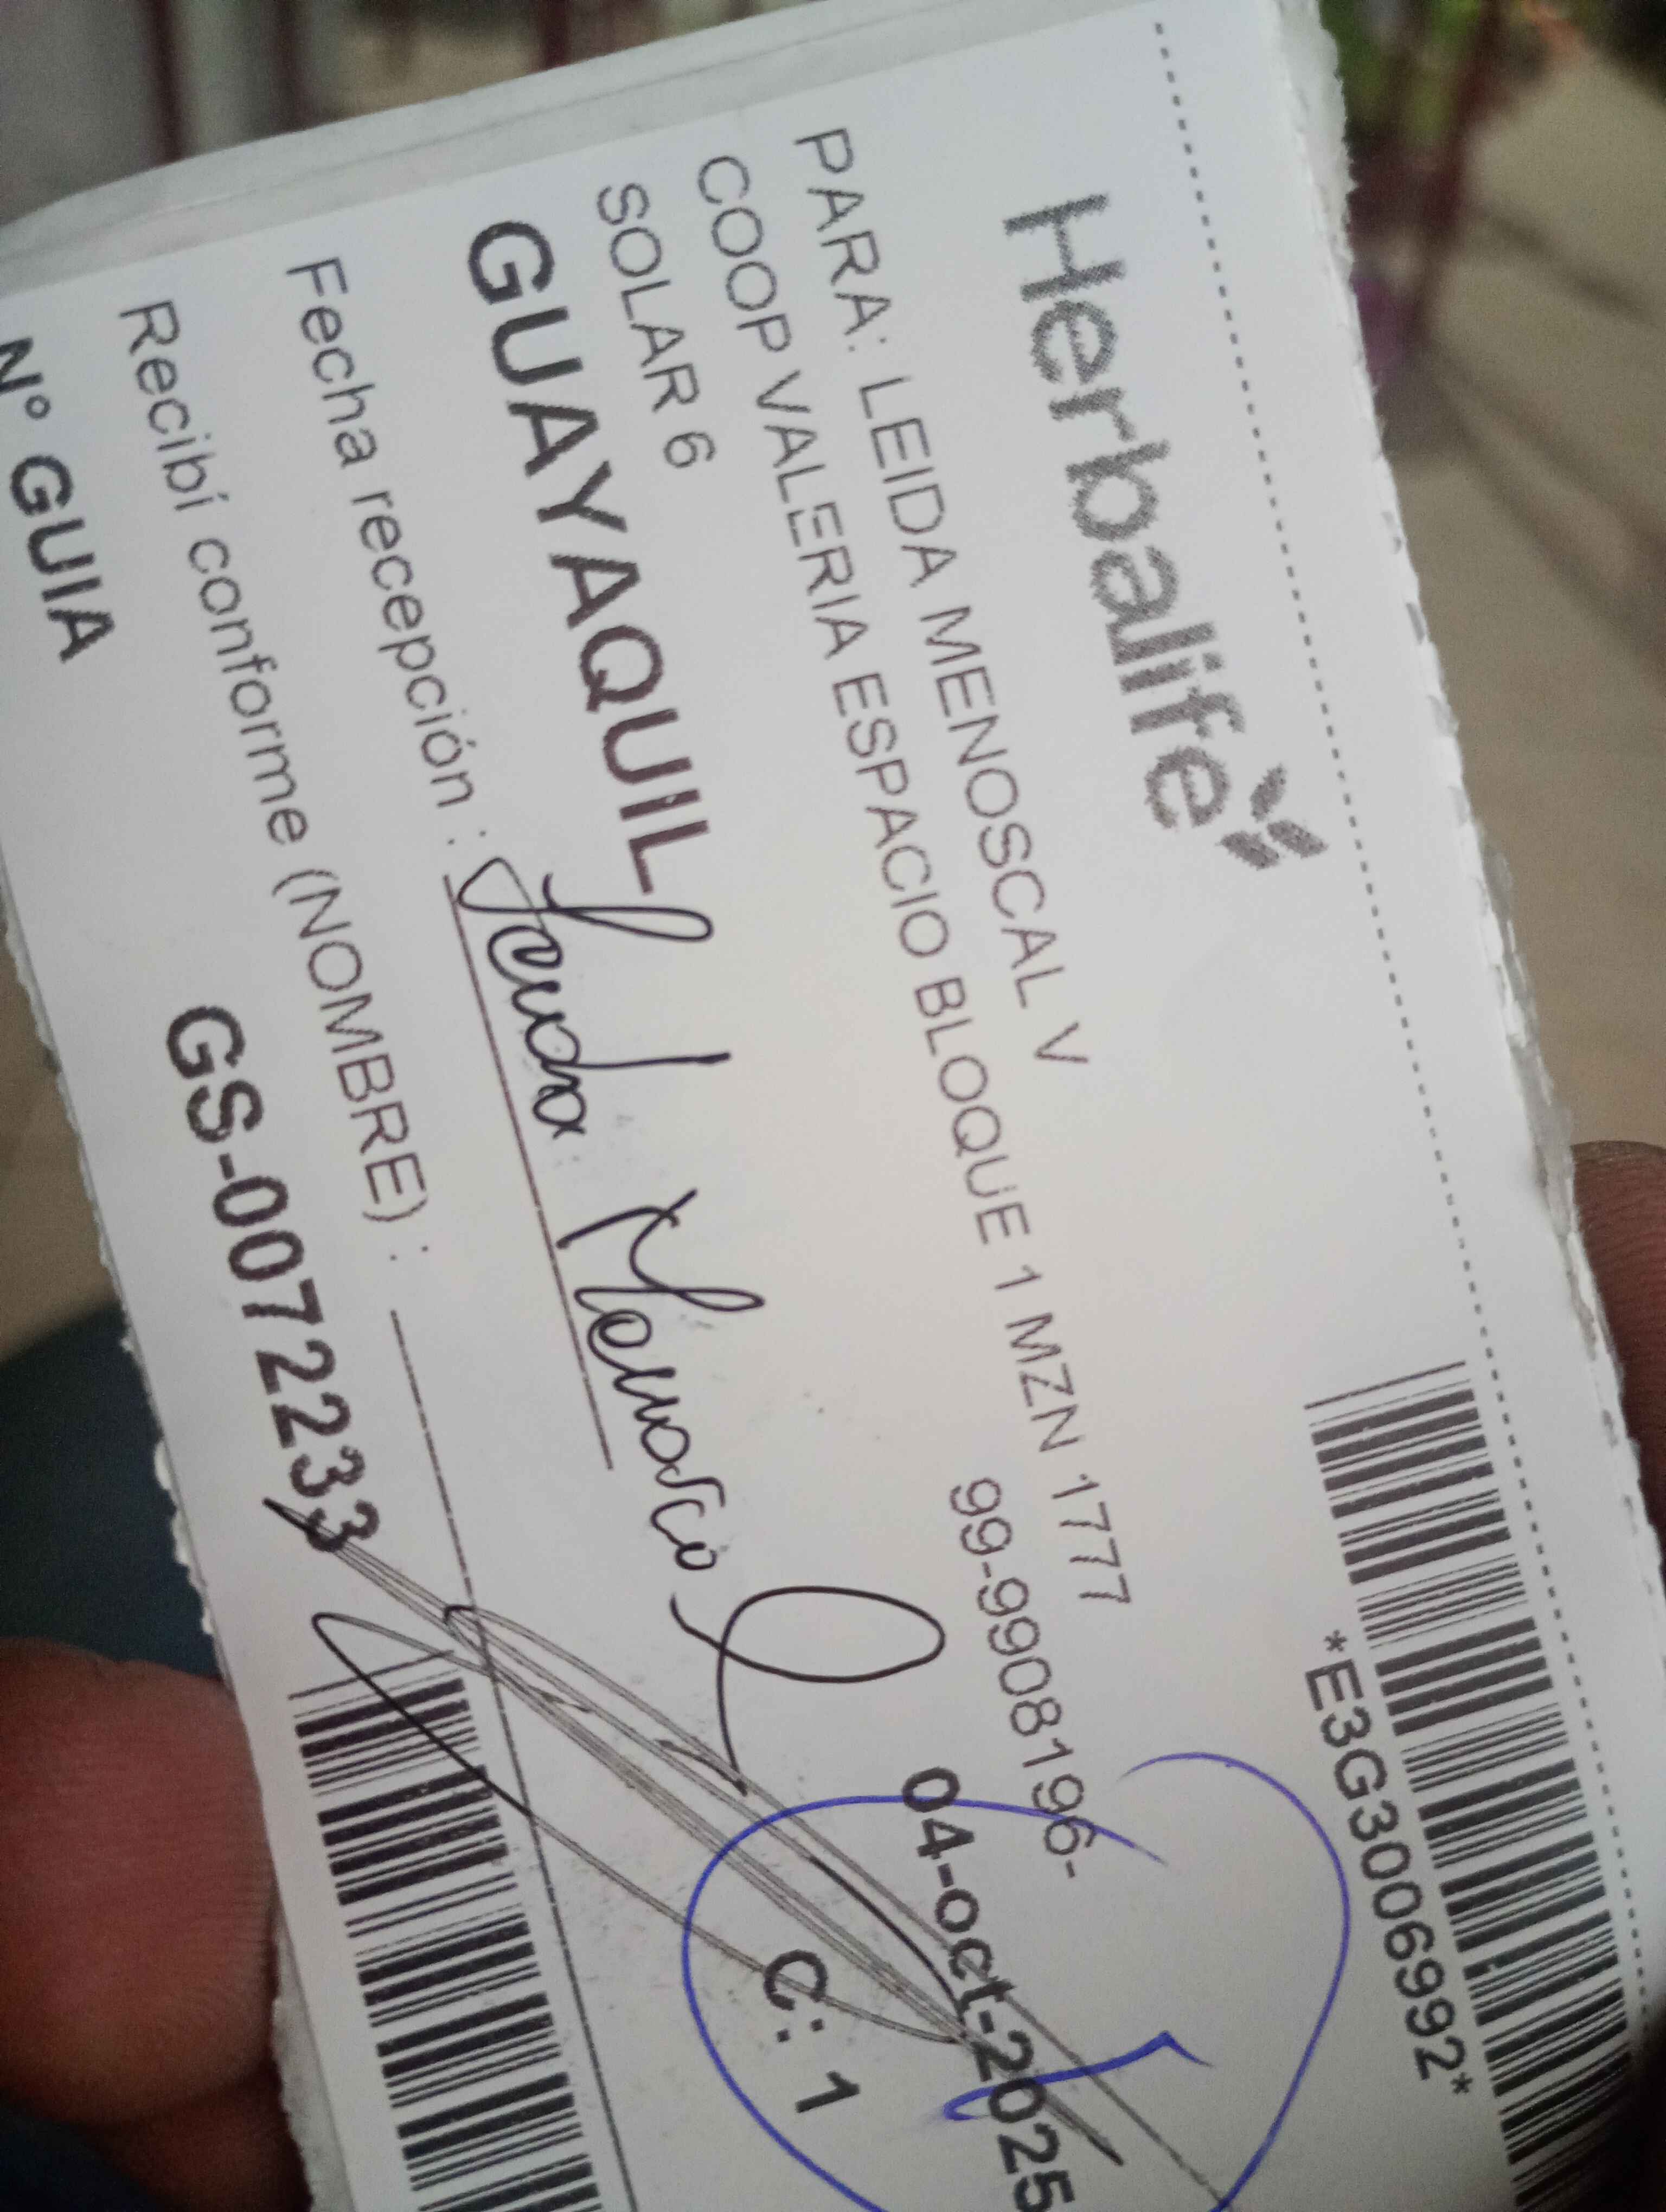 Herbalife
*E3G3006992*
PARA: LEIDA MENOSCAL V
COOP VALERIA ESPACIO BLOQUE 1 MZN 1777
SOLAR 6
99-99081996-
GUAYAQUIL
04-oct-2025
Fecha recepción :
C: 1
Recibí conforme (NOMBRE) :
Nº GUIA
GS-0072233